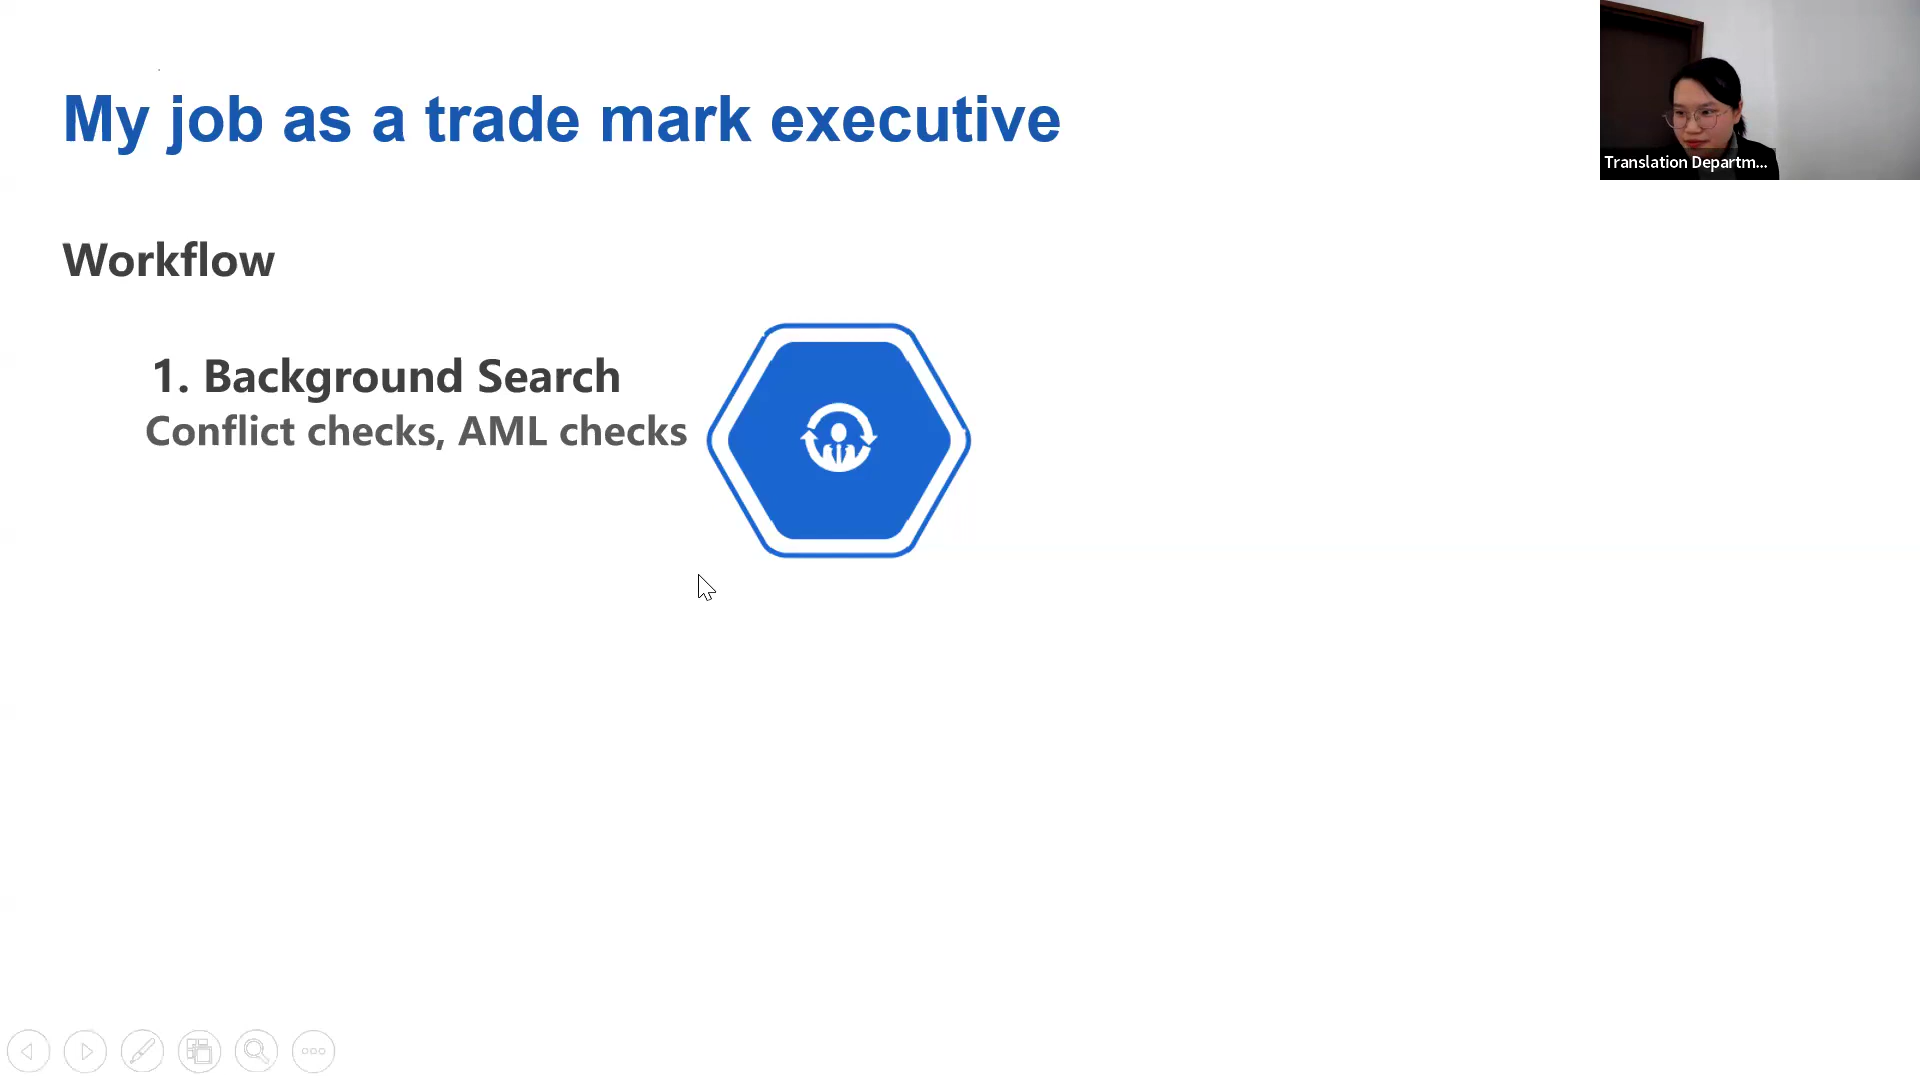 My job as a trade mark executive
Translation Departm...
Workflow
1. Background Search
Conflict checks, AML checks